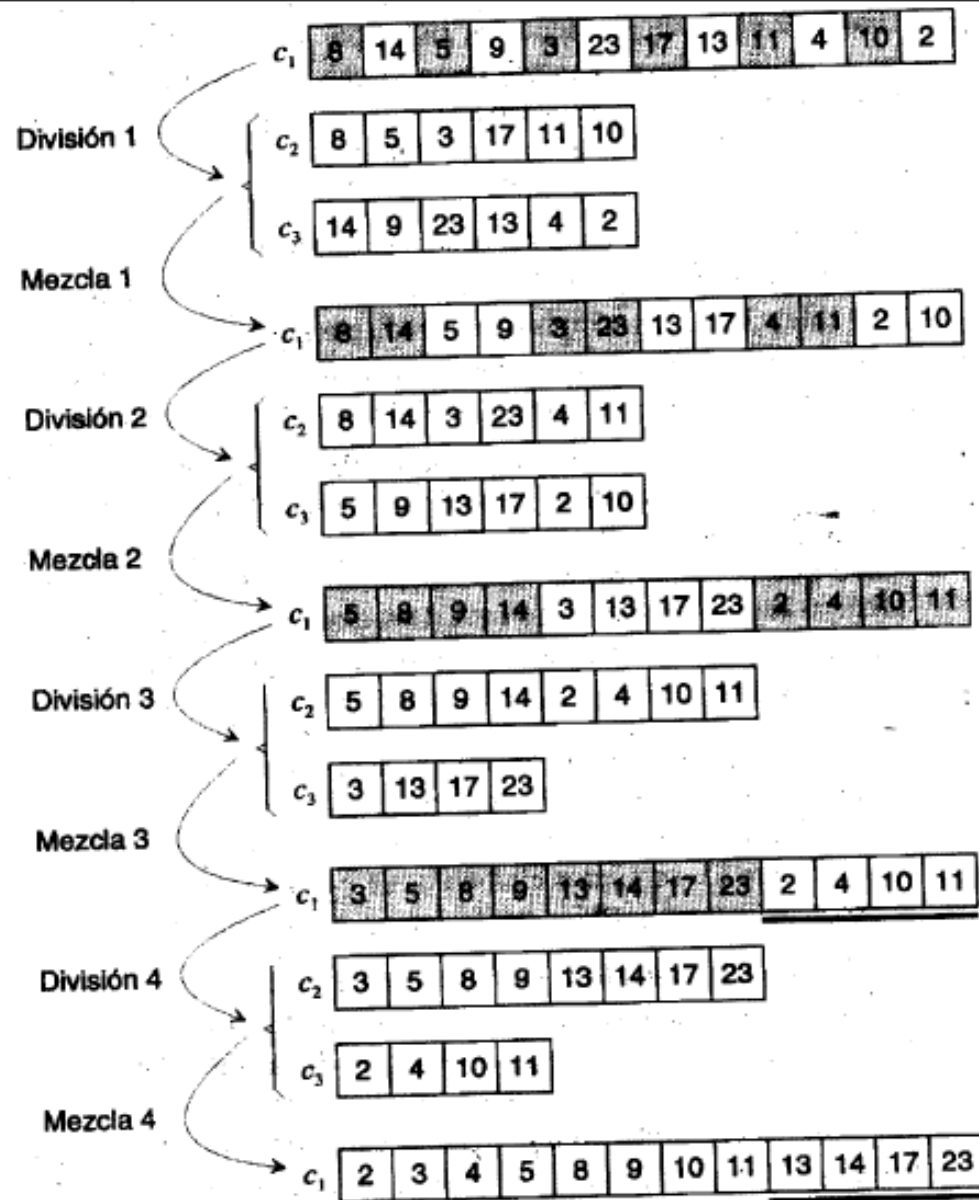 c₁ 8 14 5 9 3 23 17 13 11 4 10 2
División 1
c₂ 8 5 3 17 11 10
c₃ 14 9 23 13 4 2
Mezcla 1
c₁ 8 14 5 9 3 23 13 17 4 11 2 10
División 2
c₂ 8 14 3 23 4 11
c₃ 5 9 13 17 2 10
Mezcla 2
c₁ 5 8 9 14 3 13 17 23 2 4 10 11
División 3
c₂ 5 8 9 14 2 4 10 11
c₃ 3 13 17 23
Mezcla 3
c₁ 3 5 8 9 13 14 17 23 2 4 10 11
División 4
c₂ 3 5 8 9 13 14 17 23
c₃ 2 4 10 11
Mezcla 4
c₁ 2 3 4 5 8 9 10 11 13 14 17 23